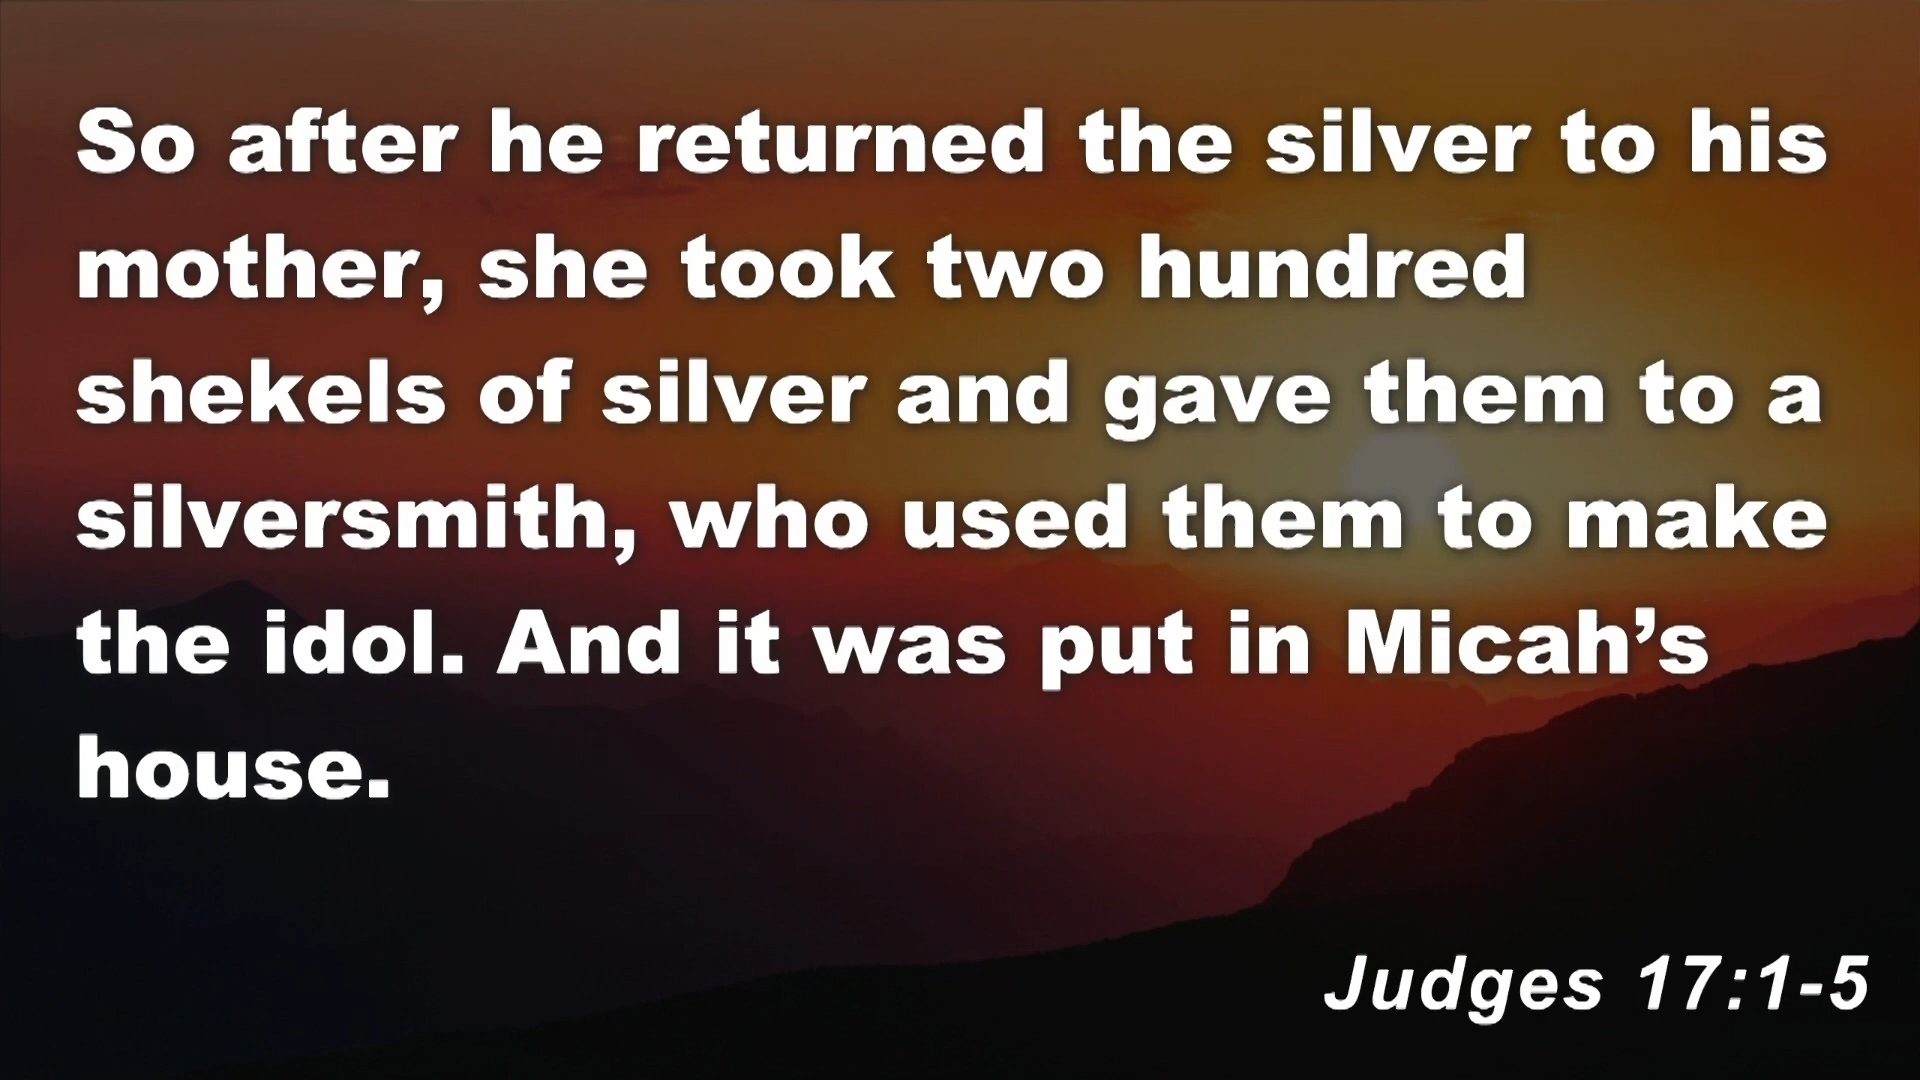 So after he returned the silver to his
mother, she took two hundred
shekels of silver and gave them to a
silversmith, who used them to make
the idol. And it was put in Micah’s
house.
Judges 17:1-5